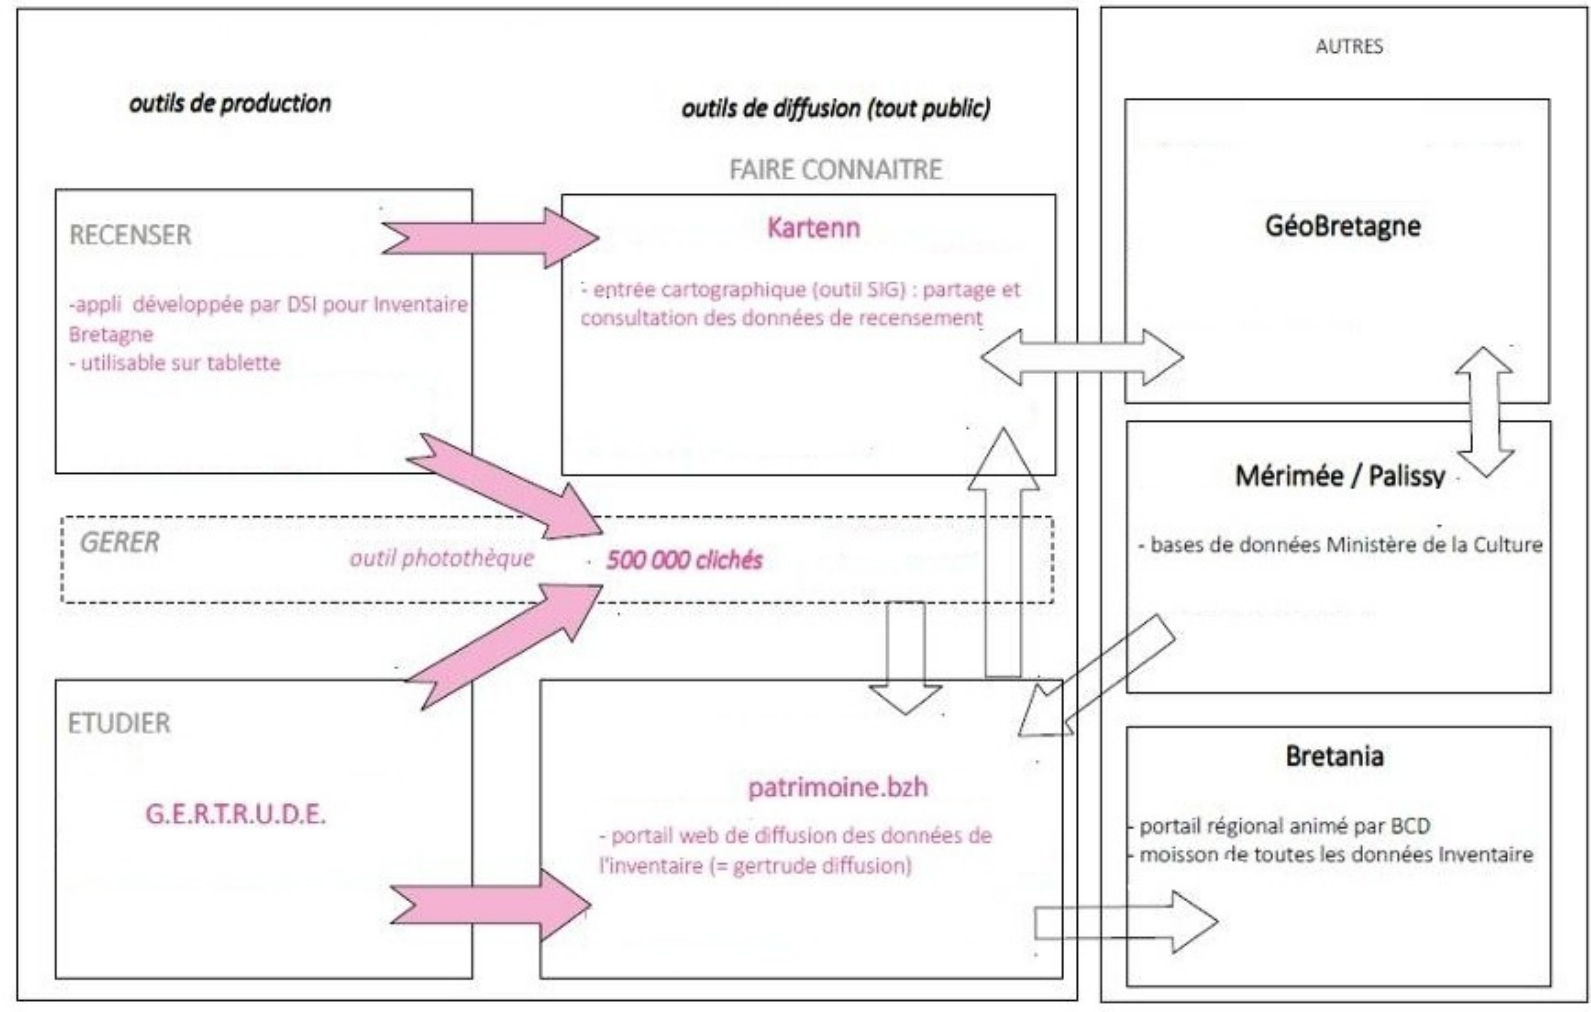 outils de production
RECENSER
-appli développée par DSI pour Inventaire
Bretagne
- utilisable sur tablette
outils de diffusion (tout public)
FAIRE CONNAITRE
Kartenn
- entrée cartographique (outil SIG) : partage et
consultation des données de recensement
GERER
outil photothèque
500 000 clichés
ETUDIER
G.E.R.T.R.U.D.E.
patrimoine.bzh
- portail web de diffusion des données de
l'inventaire (= gertrude diffusion)
AUTRES
GéoBretagne
Mérimée / Palissy
- bases de données Ministère de la Culture
Bretania
- portail régional animé par BCD
- moisson de toutes les données Inventaire